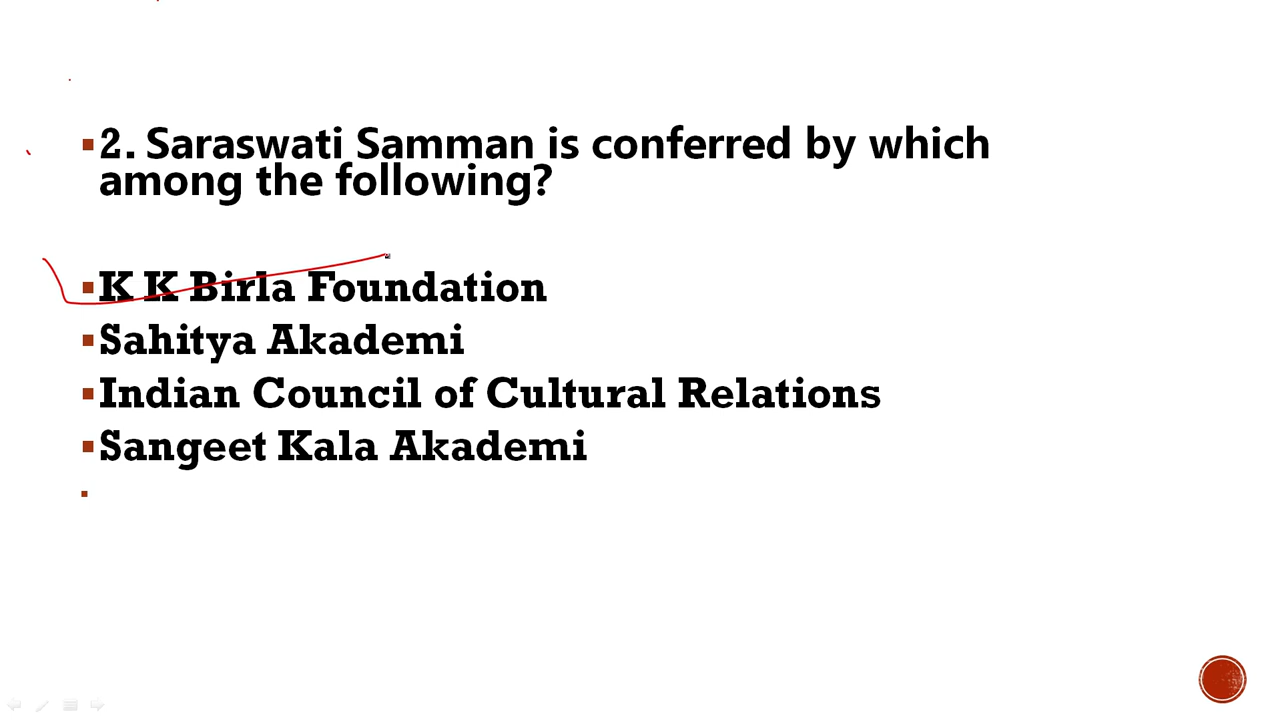 2. Saraswati Samman is conferred by which
among the following?
K K Birla Foundation
Sahitya Akademi
Indian Council of Cultural Relations
Sangeet Kala Akademi